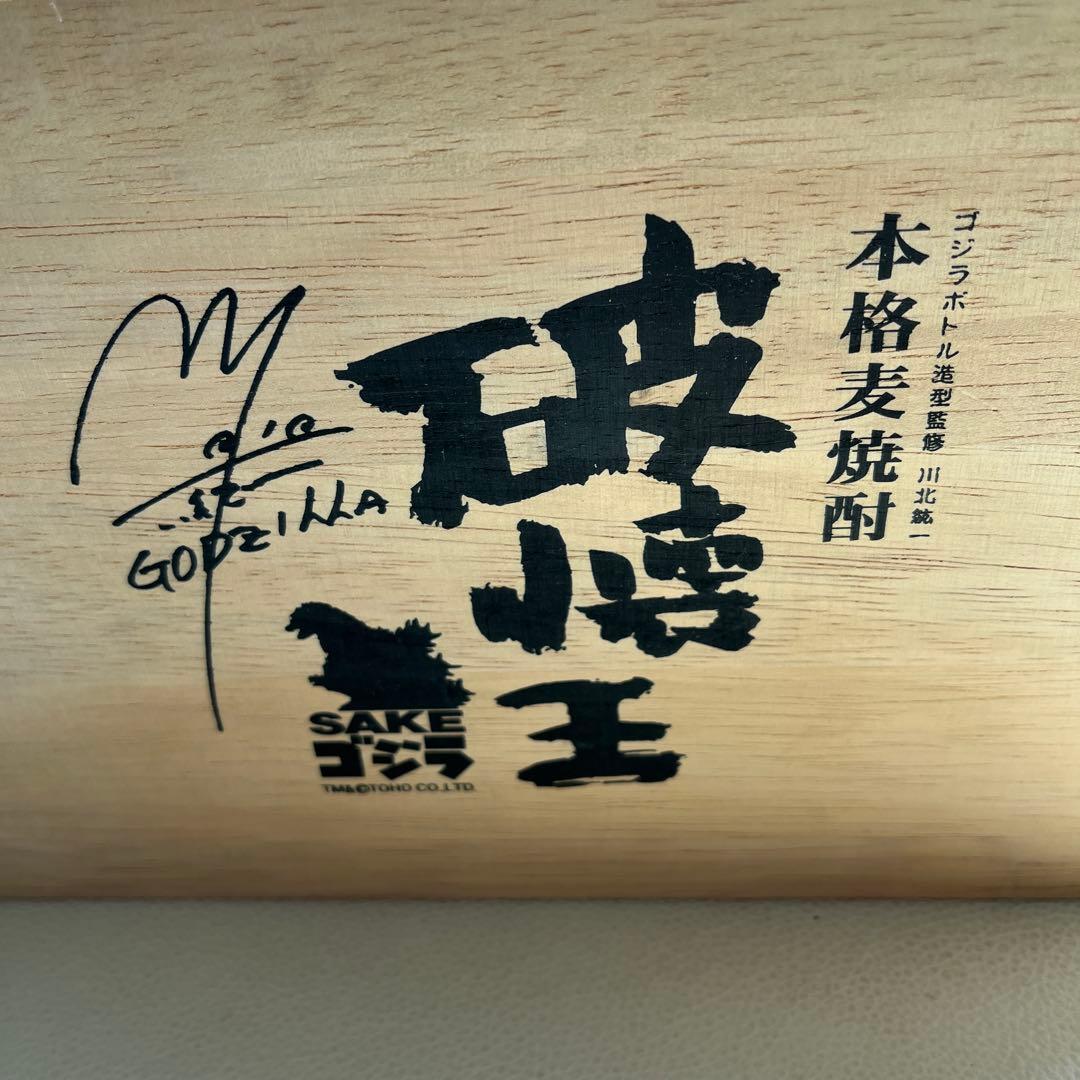 ゴジラボトル造型監修 川北紘一
本格麦焼酎
破壊王
SAKE
ゴジラ
TM&©TOHO CO.,LTD.
GODZILLA